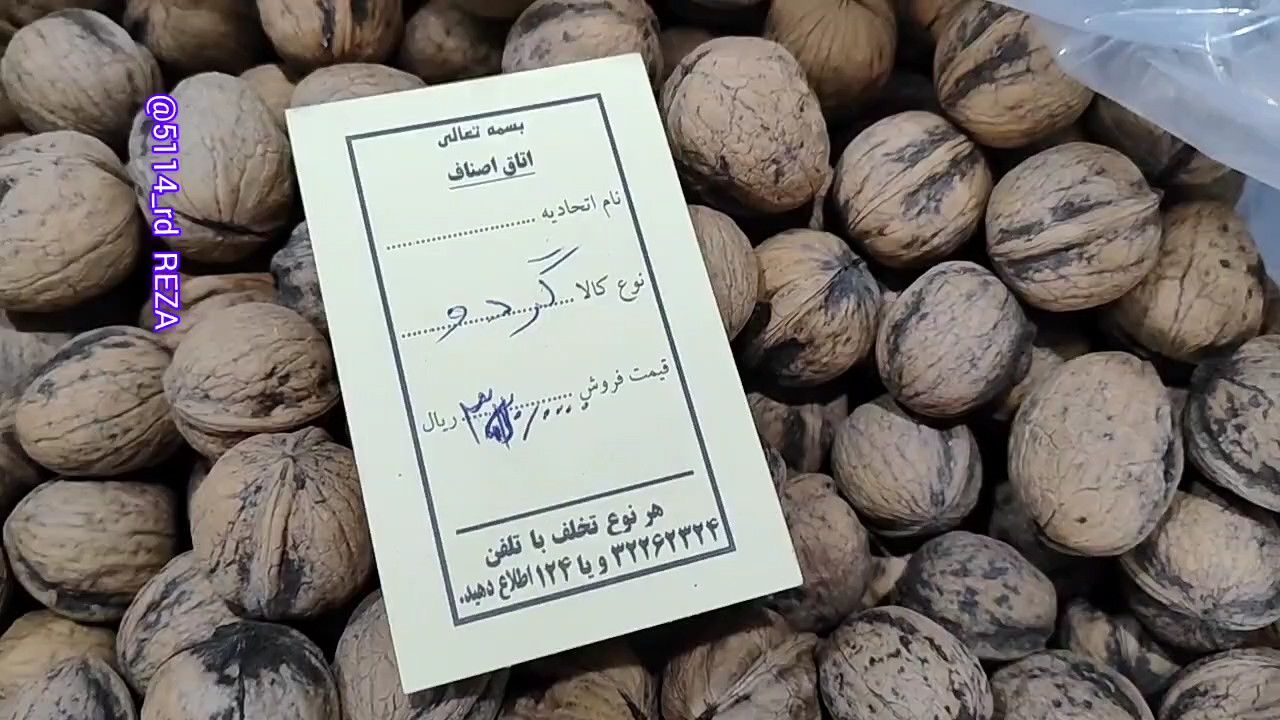 بسمه تعالی
اتاق اصناف
نام اتحادیه
نوع کالا گردو
قیمت فروش ریال
هر نوع تخلف با تلفن
۳۲۲۶۲۳۲۴ و یا ۱۲۴ اطلاع دهید.
@5114_rd REZA